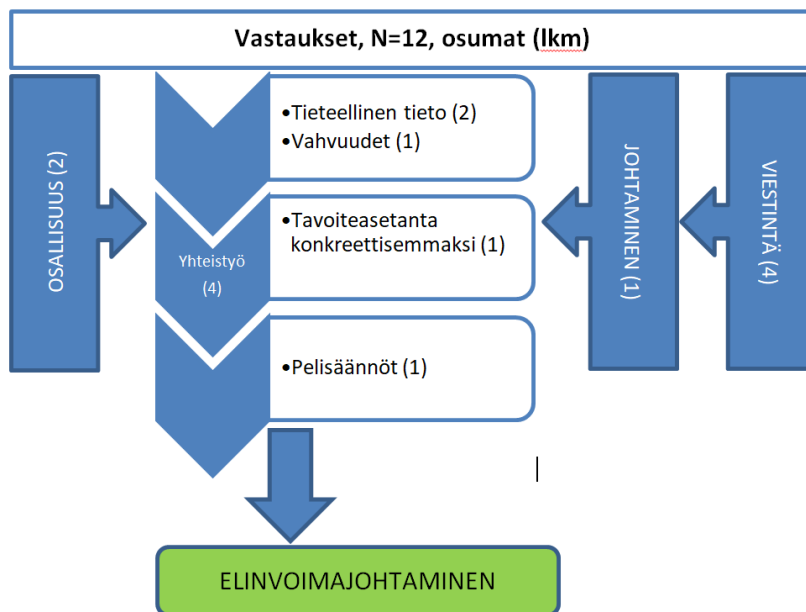 Vastaukset, N=12, osumat (lkm)
OSALLISUUS (2)
•Tieteellinen tieto (2)
•Vahvuudet (1)
Yhteistyö
(4)
•Tavoiteasetanta
konkreettisemmaksi (1)
•Pelisäännöt (1)
JOHTAMINEN (1)
VIESTINTÄ (4)
ELINVOIMAJOHTAMINEN